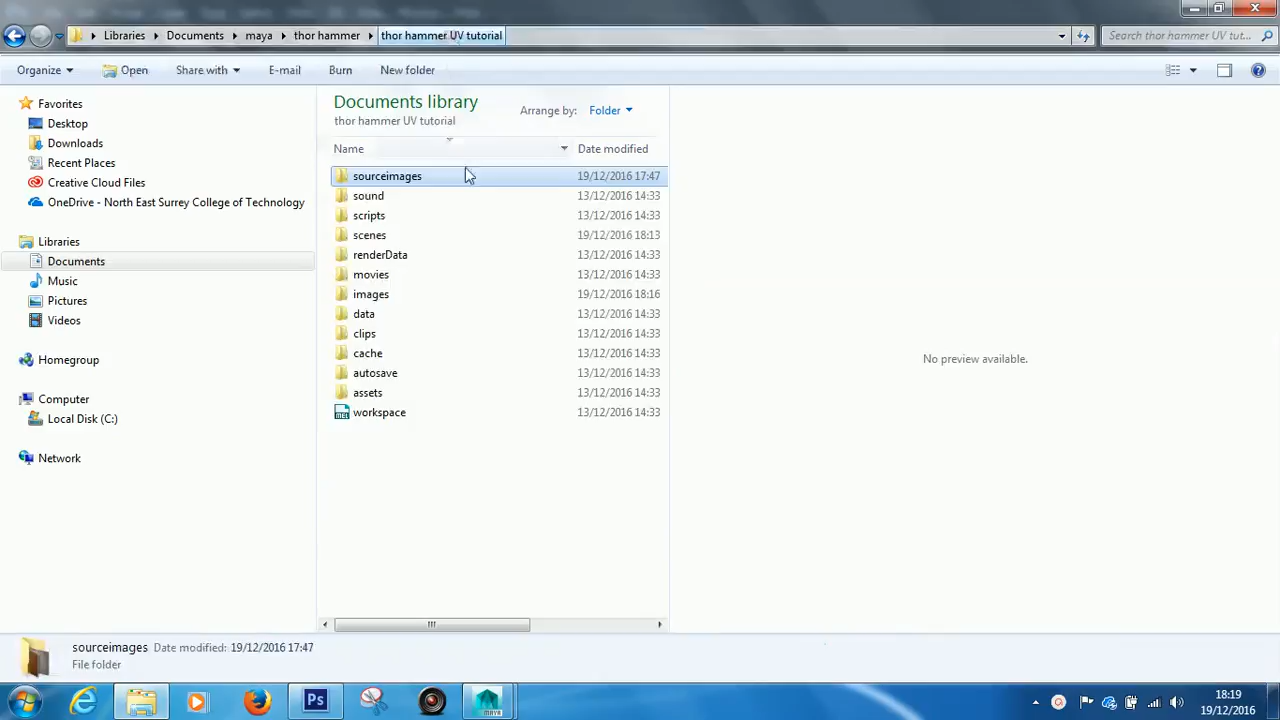 Libraries Documents maya thor hammer thor hammer UV tutorial Search thor hammer UV tut...
Organize Open Share with E-mail Burn New folder
Favorites
Desktop
Downloads
Recent Places
Creative Cloud Files
OneDrive - North East Surrey College of Technology
Libraries
Documents
Music
Pictures
Videos
Homegroup
Computer
Local Disk (C:)
Network
Documents library
thor hammer UV tutorial
Arrange by: Folder
Name Date modified
sourceimages 19/12/2016 17:47
sound 13/12/2016 14:33
scripts 13/12/2016 14:33
scenes 19/12/2016 18:13
renderData 13/12/2016 14:33
movies 13/12/2016 14:33
images 19/12/2016 18:16
data 13/12/2016 14:33
clips 13/12/2016 14:33
cache 13/12/2016 14:33
autosave 13/12/2016 14:33
assets 13/12/2016 14:33
workspace 13/12/2016 14:33
No preview available.
sourceimages Date modified: 19/12/2016 17:47
File folder
Ps
MAYA
18:19
19/12/2016